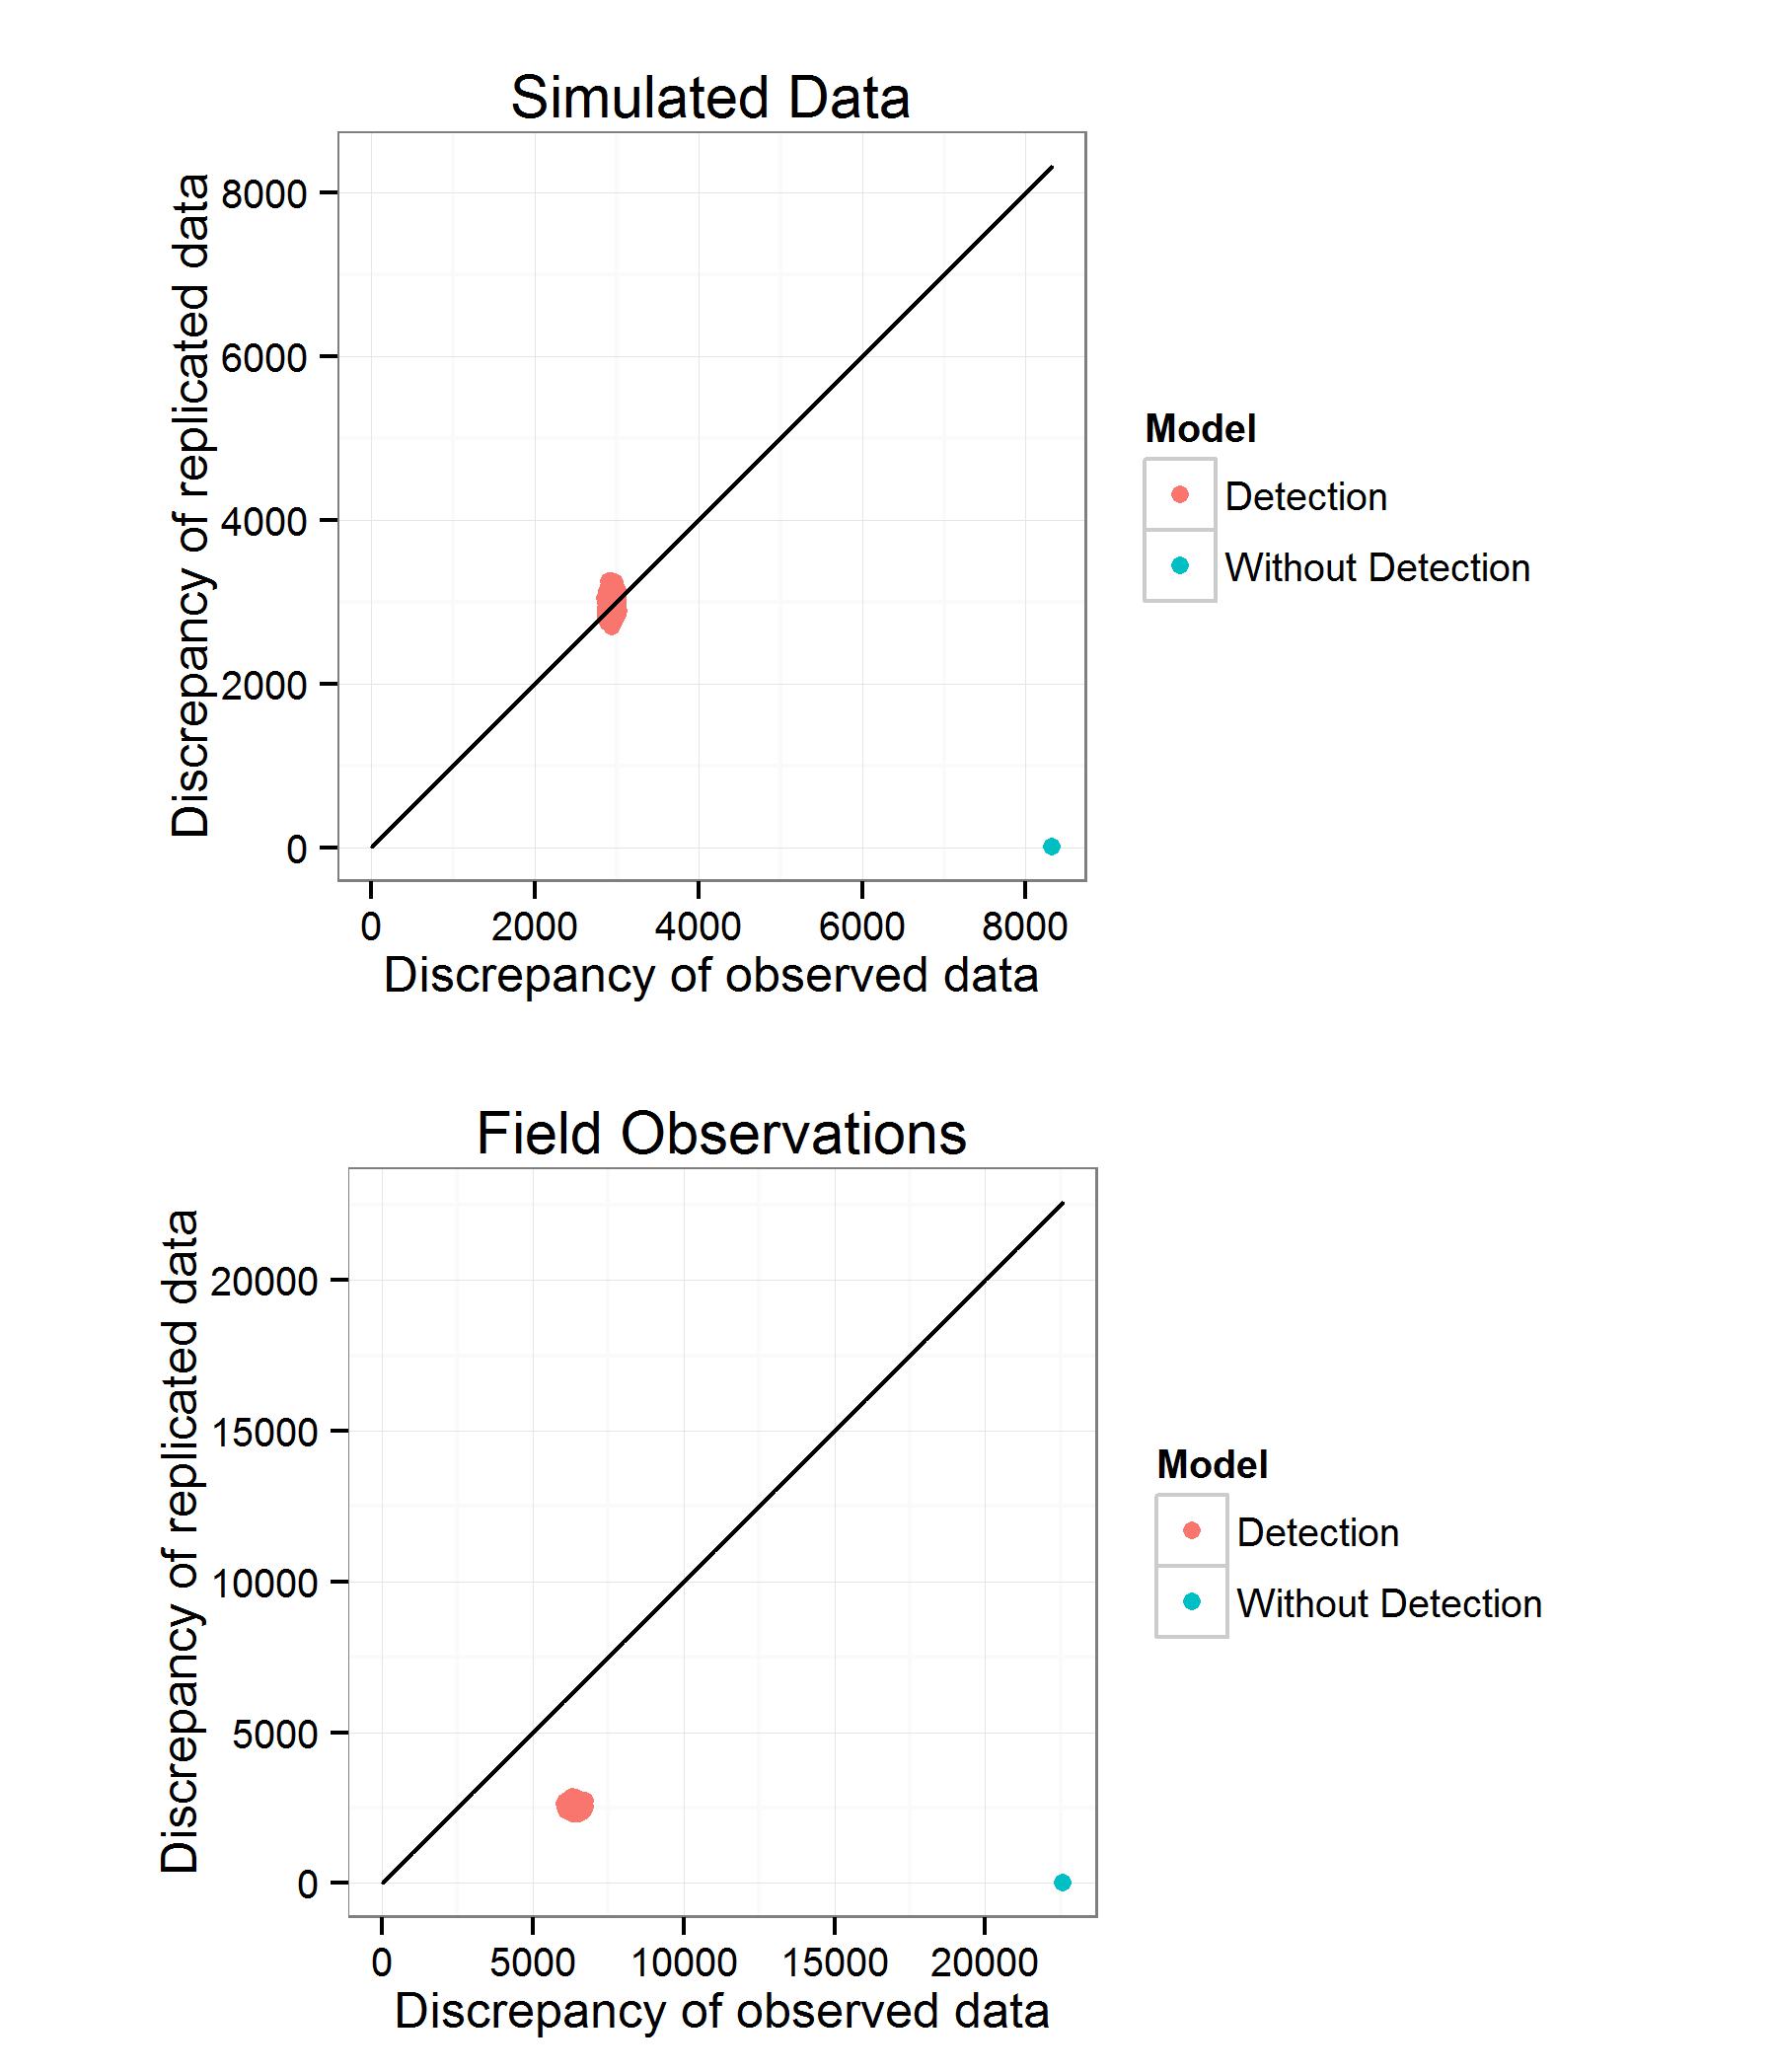 Simulated Data
Discrepancy of replicated data
8000
6000
4000
2000
0
0 2000 4000 6000 8000
Discrepancy of observed data
Model
Detection
Without Detection
Field Observations
Discrepancy of replicated data
20000
15000
10000
5000
0
0 5000 10000 15000 20000
Discrepancy of observed data
Model
Detection
Without Detection